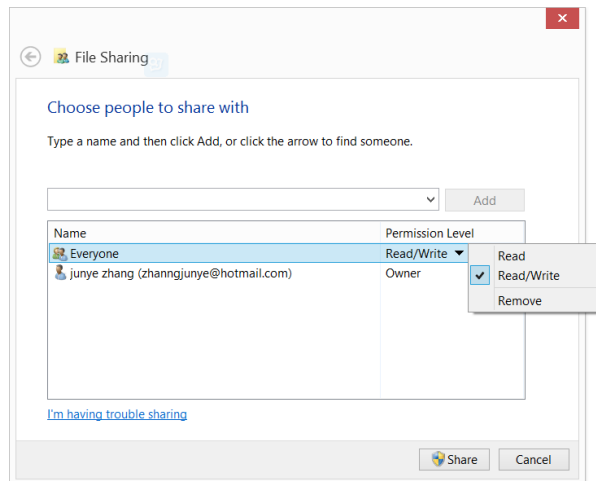 File Sharing
Choose people to share with
Type a name and then click Add, or click the arrow to find someone.
Add
Name Permission Level
Everyone Read/Write
Read
junye zhang (zhanngjunye@hotmail.com) Owner
Read/Write
Remove
I'm having trouble sharing
Share Cancel